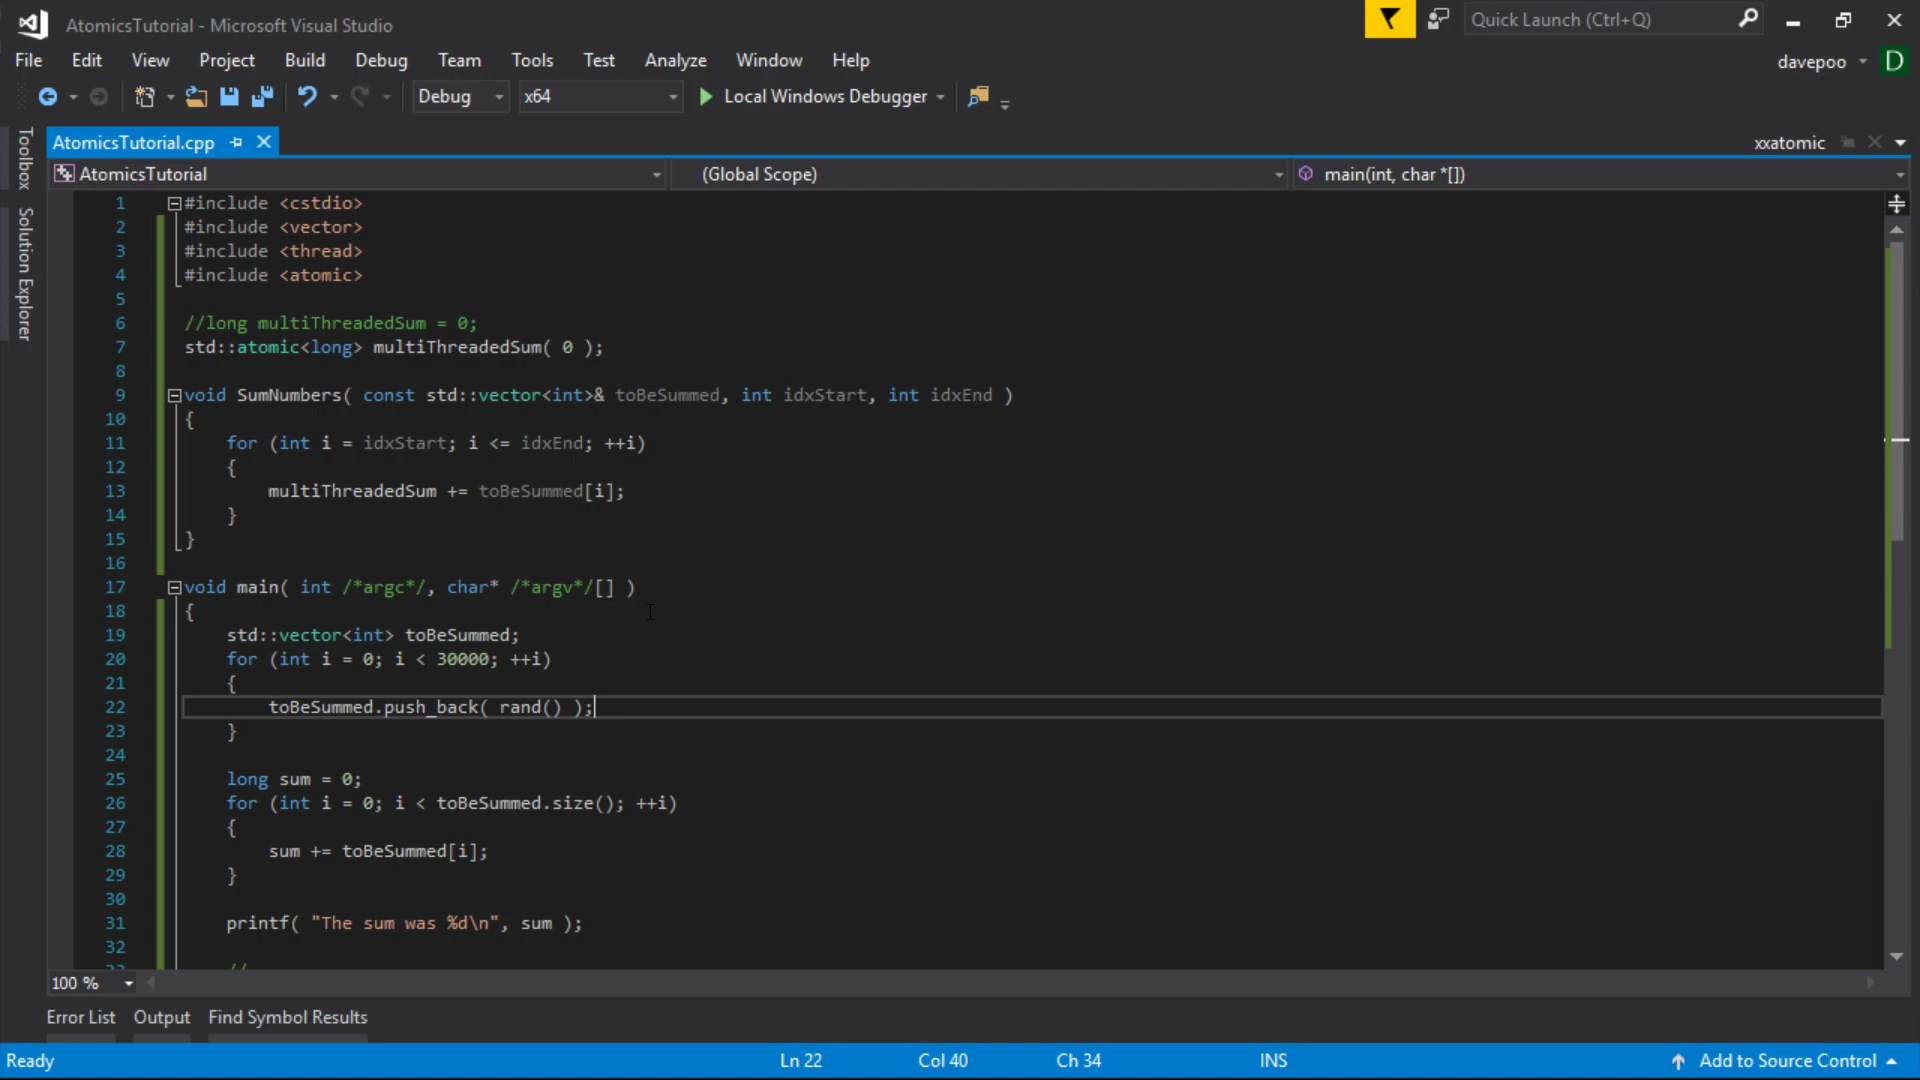 AtomicsTutorial - Microsoft Visual Studio
Quick Launch (Ctrl+Q)
File Edit View Project Build Debug Team Tools Test Analyze Window Help
davepoo D
Debug x64 Local Windows Debugger
Toolbox
Solution Explorer
AtomicsTutorial.cpp
xxatomic
AtomicsTutorial (Global Scope) main(int, char *[])
1 #include <cstdio>
2 #include <vector>
3 #include <thread>
4 #include <atomic>
5
6 //long multiThreadedSum = 0;
7 std::atomic<long> multiThreadedSum( 0 );
8
9 void SumNumbers( const std::vector<int>& toBeSummed, int idxStart, int idxEnd )
10 {
11 for (int i = idxStart; i <= idxEnd; ++i)
12 {
13 multiThreadedSum += toBeSummed[i];
14 }
15 }
16
17 void main( int /*argc*/, char* /*argv*/[] )
18 {
19 std::vector<int> toBeSummed;
20 for (int i = 0; i < 30000; ++i)
21 {
22 toBeSummed.push_back( rand() );
23 }
24
25 long sum = 0;
26 for (int i = 0; i < toBeSummed.size(); ++i)
27 {
28 sum += toBeSummed[i];
29 }
30
31 printf( "The sum was %d\n", sum );
32
33 //
100 %
Error List Output Find Symbol Results
Ready Ln 22 Col 40 Ch 34 INS Add to Source Control